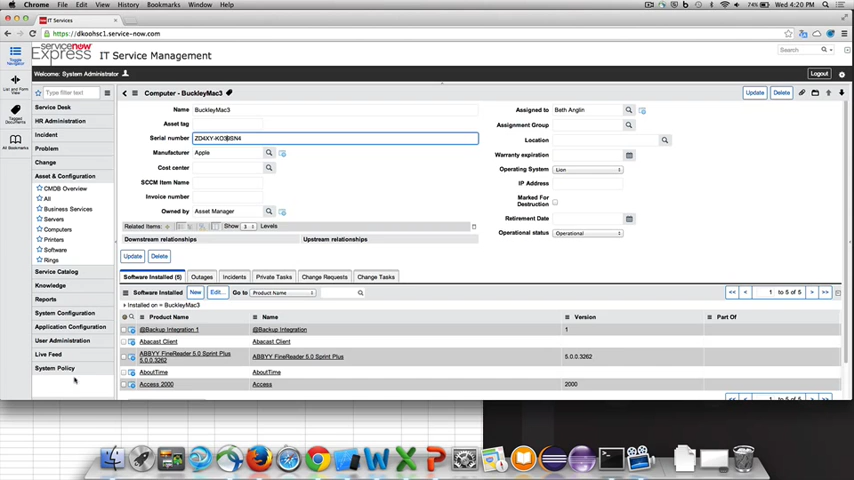 Chrome File Edit View History Bookmarks Window Help
74% Wed 4:20 PM
IT Services
https://dkoohsc1.service-now.com
servicenow
Express IT Service Management
Search
Toggle Navigator
Welcome: System Administrator
Logout
List and Form View
Tagged Documents
All Bookmarks
Type filter text
Service Desk
HR Administration
Incident
Problem
Change
Asset & Configuration
CMDB Overview
All
Business Services
Servers
Computers
Printers
Software
Rings
Service Catalog
Knowledge
Reports
System Configuration
Application Configuration
User Administration
Live Feed
System Policy
Computer - BuckleyMac3
Update Delete
Name BuckleyMac3
Asset tag
Serial number
Manufacturer Apple
Cost center
SCCM Item Name
Invoice number
Owned by Asset Manager
Assigned to Beth Anglin
Assignment Group
Location
Warranty expiration
Operating System Lion
IP Address
Marked For Destruction
Retirement Date
Operational status Operational
Related Items Show 3 Levels
Downstream relationships Upstream relationships
Update Delete
Software Installed (5) Outages Incidents Private Tasks Change Requests Change Tasks
Software Installed New Edit... Go to Product Name
<< < 1 to 5 of 5 > >>
Installed on = BuckleyMac3
Product Name Name Version Part Of
@Backup Integration 1 @Backup Integration 1
Abacast Client Abacast Client
ABBYY FineReader 5.0 Sprint Plus 5.0.0.3262 ABBYY FineReader 5.0 Sprint Plus 5.0.0.3262
AboutTime AboutTime
Access 2000 Access 2000